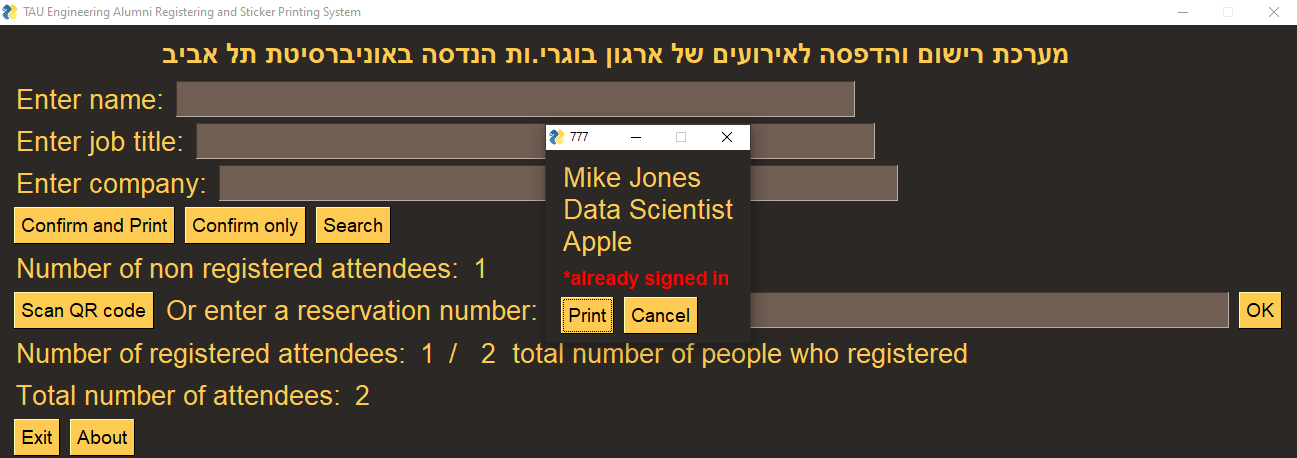 TAU Engineering Alumni Registering and Sticker Printing System
מערכת רישום והדפסה לאירועים של ארגון בוגרי.ות הנדסה באוניברסיטת תל אביב
Enter name:
Enter job title:
Enter company:
Confirm and Print Confirm only Search
Number of non registered attendees: 1
Scan QR code Or enter a reservation number: OK
Number of registered attendees: 1 / 2 total number of people who registered
Total number of attendees: 2
Exit About
777
Mike Jones
Data Scientist
Apple
*already signed in
Print Cancel